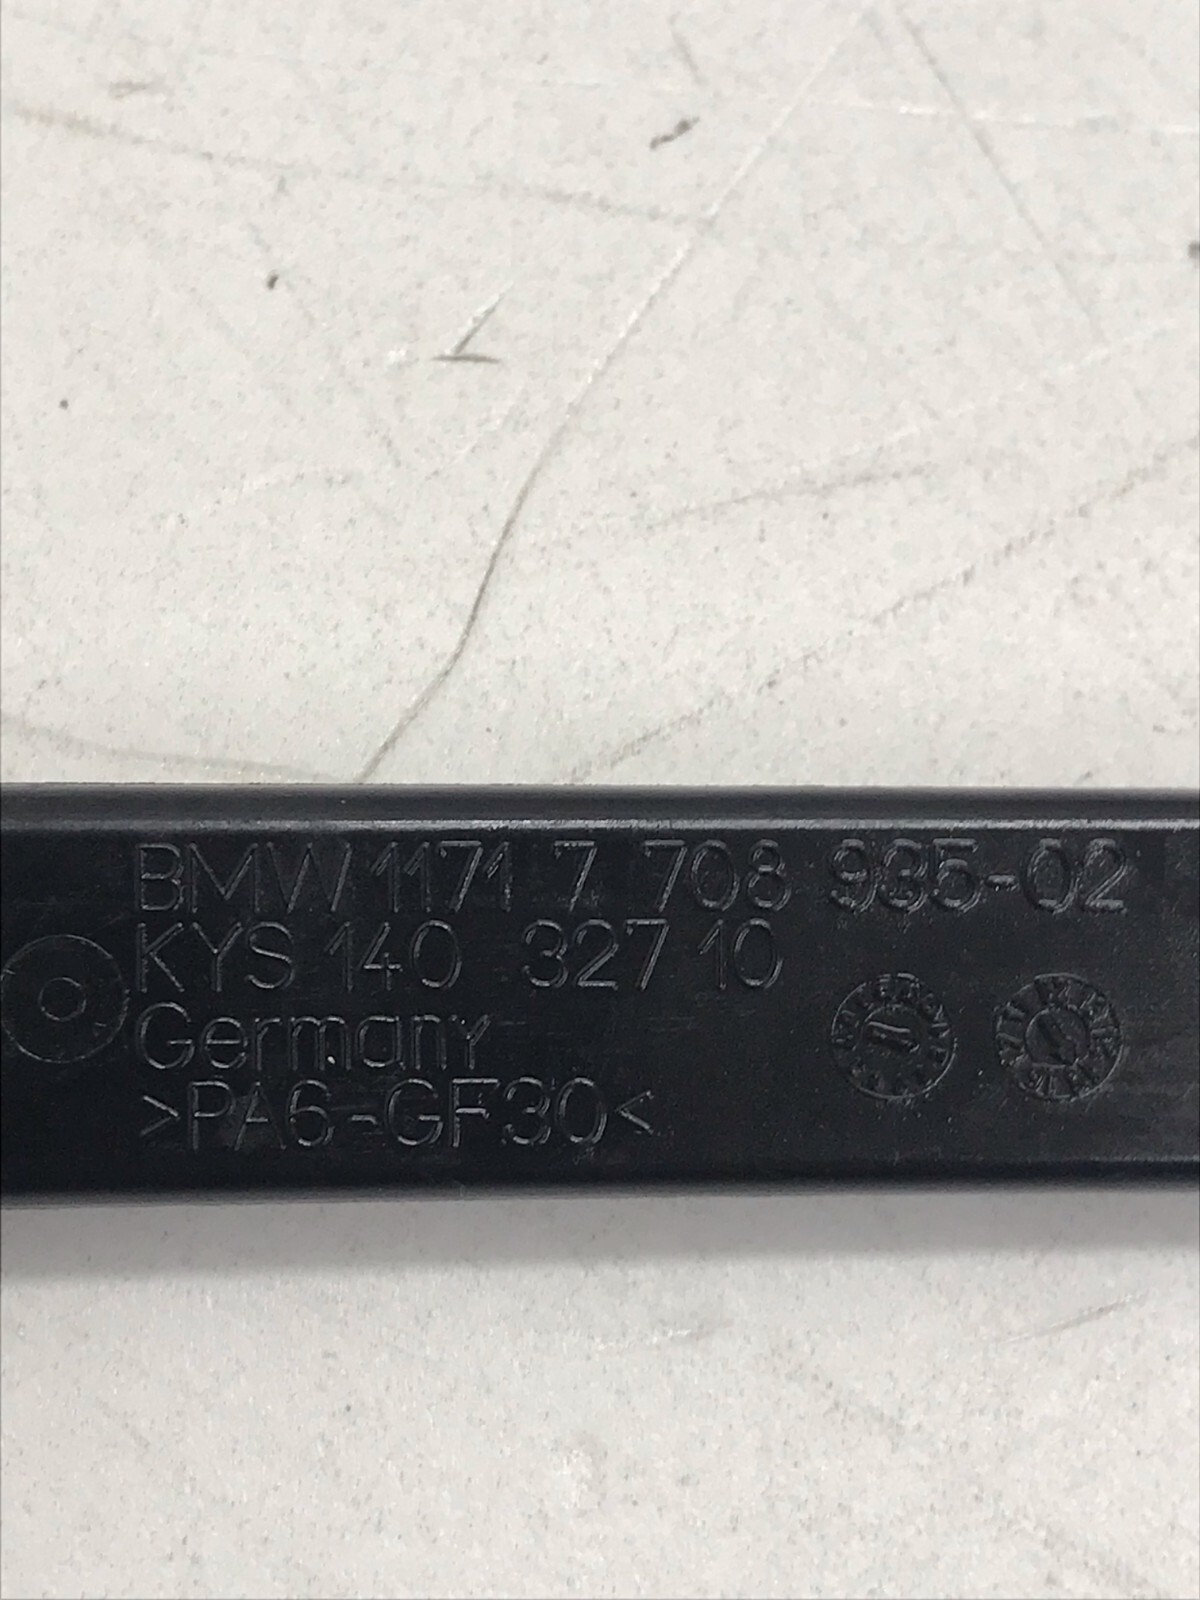 BMW 1171 7 708 935-02
KYS 140 327 10
Germany
>PA6-GF30<